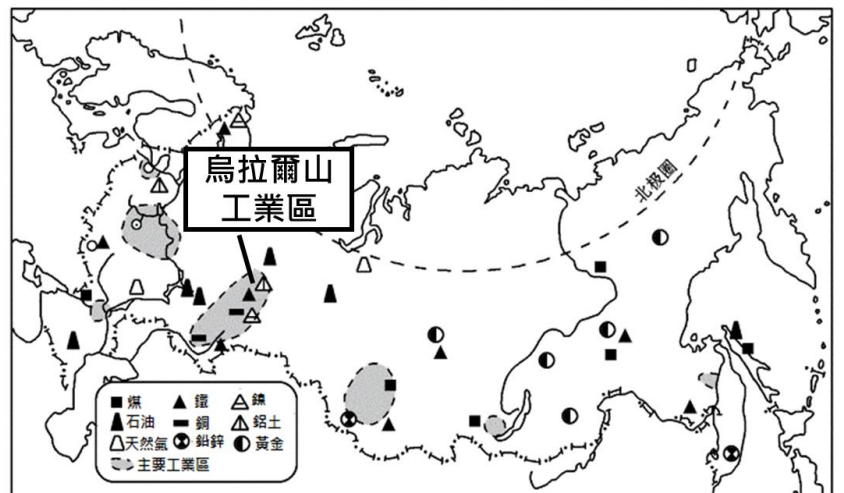 烏拉爾山
工業區
北极圈
煤 鐵 鎳
石油 銅 鋁土
天然氣 鉛鋅 黃金
主要工業區